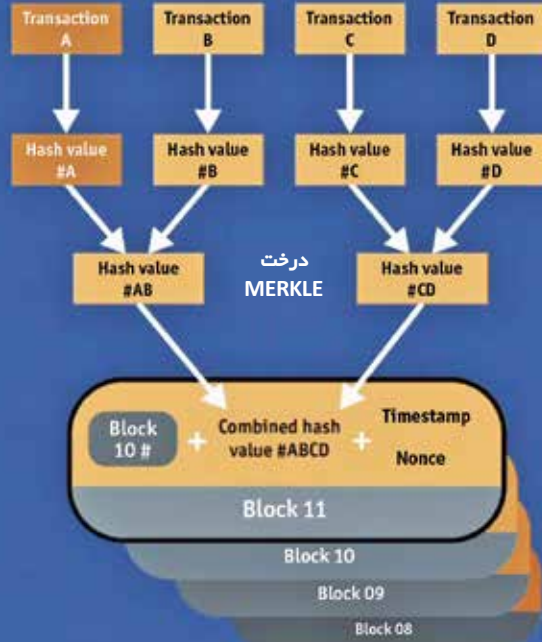 Transaction
A
Transaction
B
Transaction
C
Transaction
D
Hash value
#A
Hash value
#B
Hash value
#C
Hash value
#D
Hash value
#AB
درخت
MERKLE
Hash value
#CD
Block
10 #
+
Combined hash
value #ABCD
+
Timestamp
Nonce
Block 11
Block 10
Block 09
Block 08